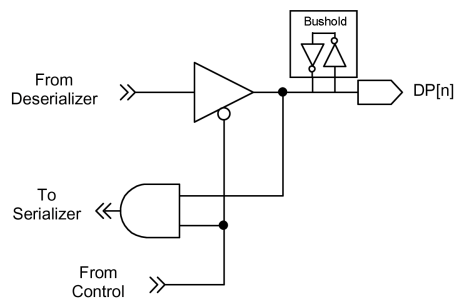 Bushold
From
Deserializer
DP[n]
To
Serializer
From
Control